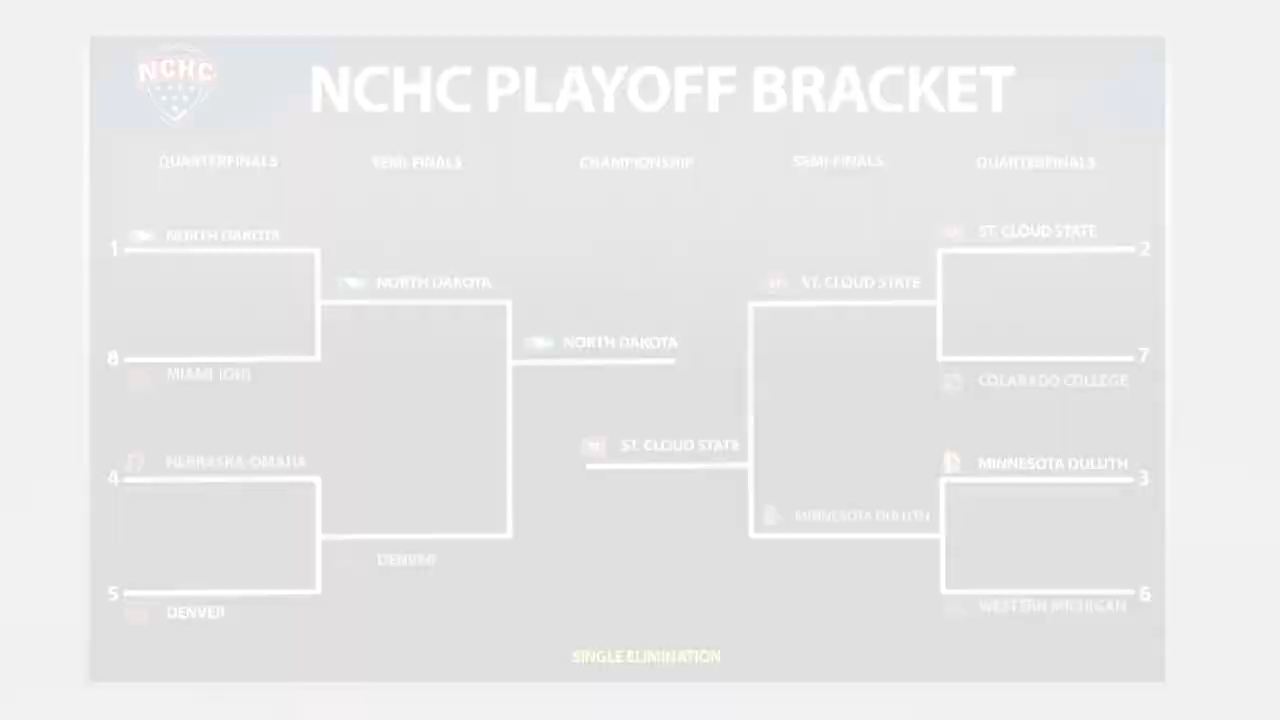 NCHC
NCHC PLAYOFF BRACKET
QUARTERFINALS
SEMI-FINALS
CHAMPIONSHIP
SEMI-FINALS
QUARTERFINALS
1
NORTH DAKOTA
8
MIAMI (OH)
4
NEBRASKA-OMAHA
5
DENVER
NORTH DAKOTA
DENVER
NORTH DAKOTA
ST. CLOUD STATE
ST. CLOUD STATE
MINNESOTA DULUTH
ST. CLOUD STATE
2
7
COLARADO COLLEGE
MINNESOTA DULUTH
3
6
WESTERN MICHIGAN
SINGLE ELIMINATION